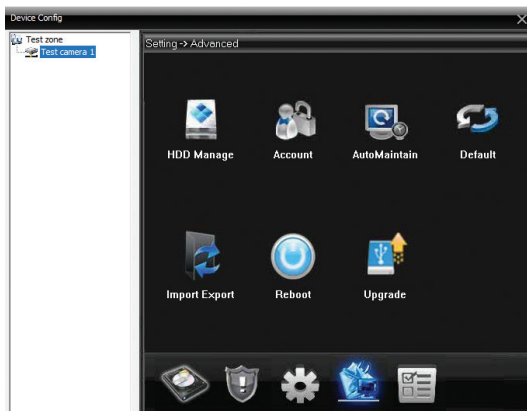 Device Config
Test zone
Test camera 1
Setting -> Advanced
HDD Manage
Account
AutoMaintain
Default
Import Export
Reboot
Upgrade